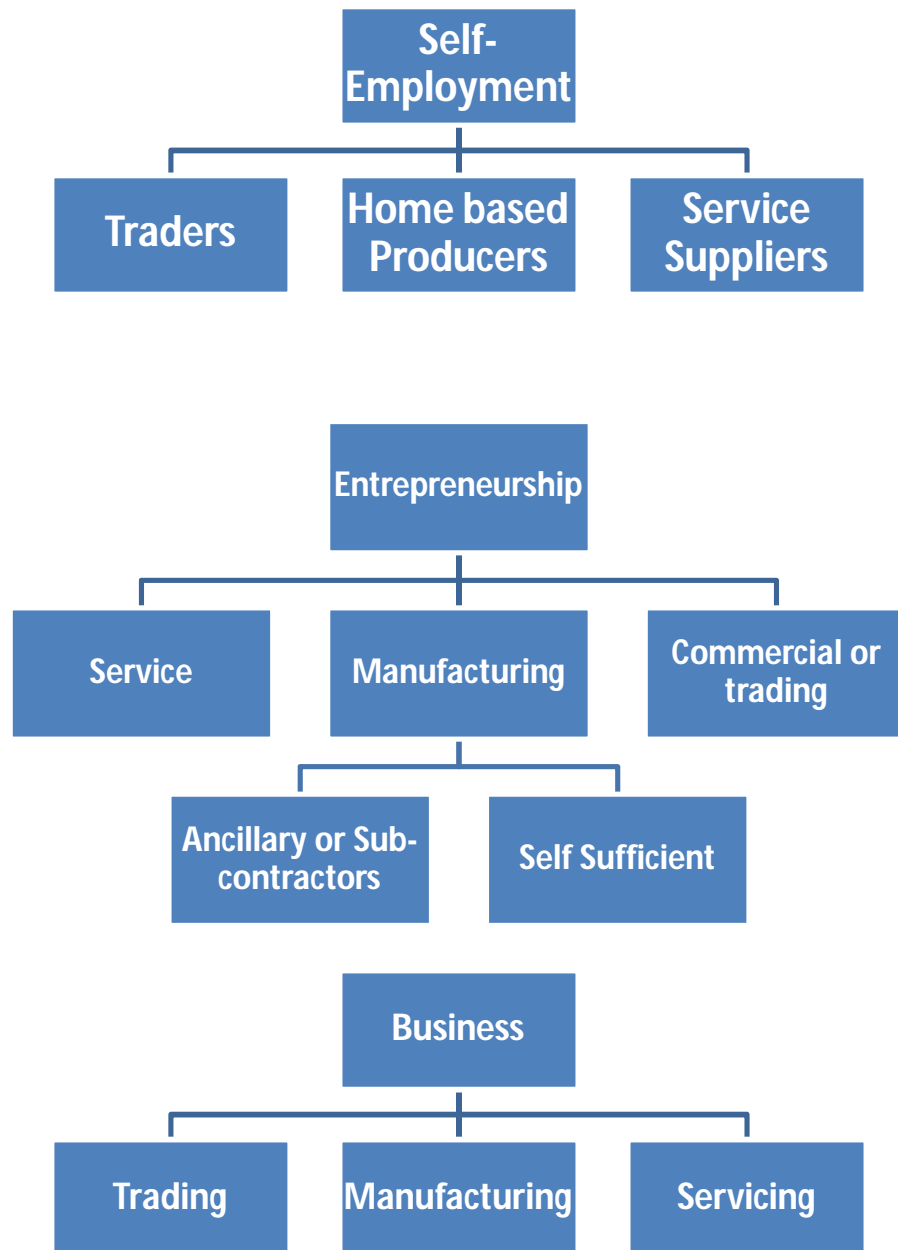 Self-
Employment
Traders
Home based
Producers
Service
Suppliers
Entrepreneurship
Service
Manufacturing
Commercial or
trading
Ancillary or Sub-
contractors
Self Sufficient
Business
Trading
Manufacturing
Servicing